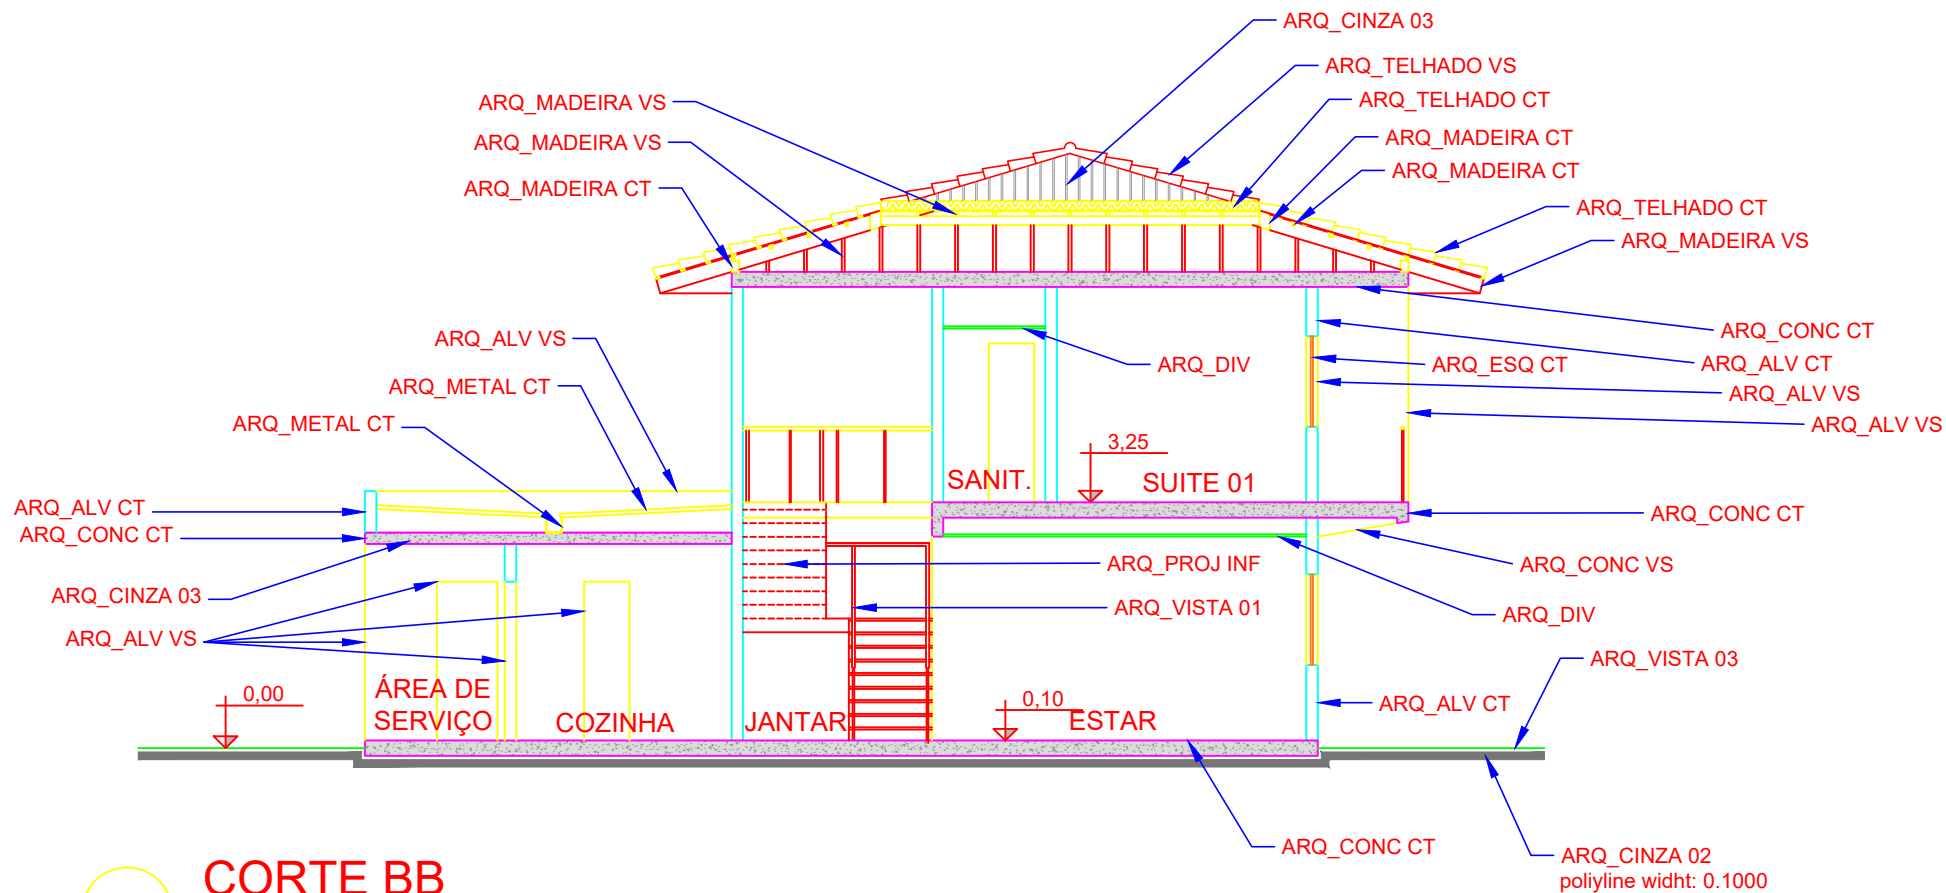 ARQ_CINZA 03
ARQ_TELHADO VS
ARQ_MADEIRA VS
ARQ_TELHADO CT
ARQ_MADEIRA VS
ARQ_MADEIRA CT
ARQ_MADEIRA CT
ARQ_MADEIRA CT
ARQ_TELHADO CT
ARQ_MADEIRA VS
ARQ_ALV VS
ARQ_CONC CT
ARQ_DIV
ARQ_ESQ CT
ARQ_ALV CT
ARQ_METAL CT
ARQ_ALV VS
ARQ_METAL CT
ARQ_ALV VS
3,25
SANIT.
SUITE 01
ARQ_ALV CT
ARQ_CONC CT
ARQ_CONC CT
ARQ_PROJ INF
ARQ_CONC VS
ARQ_CINZA 03
ARQ_VISTA 01
ARQ_DIV
ARQ_ALV VS
ARQ_VISTA 03
0,00
ÁREA DE
SERVIÇO
COZINHA
JANTAR
0,10
ESTAR
ARQ_ALV CT
ARQ_CONC CT
ARQ_CINZA 02
poliyline widht: 0.1000
CORTE BB